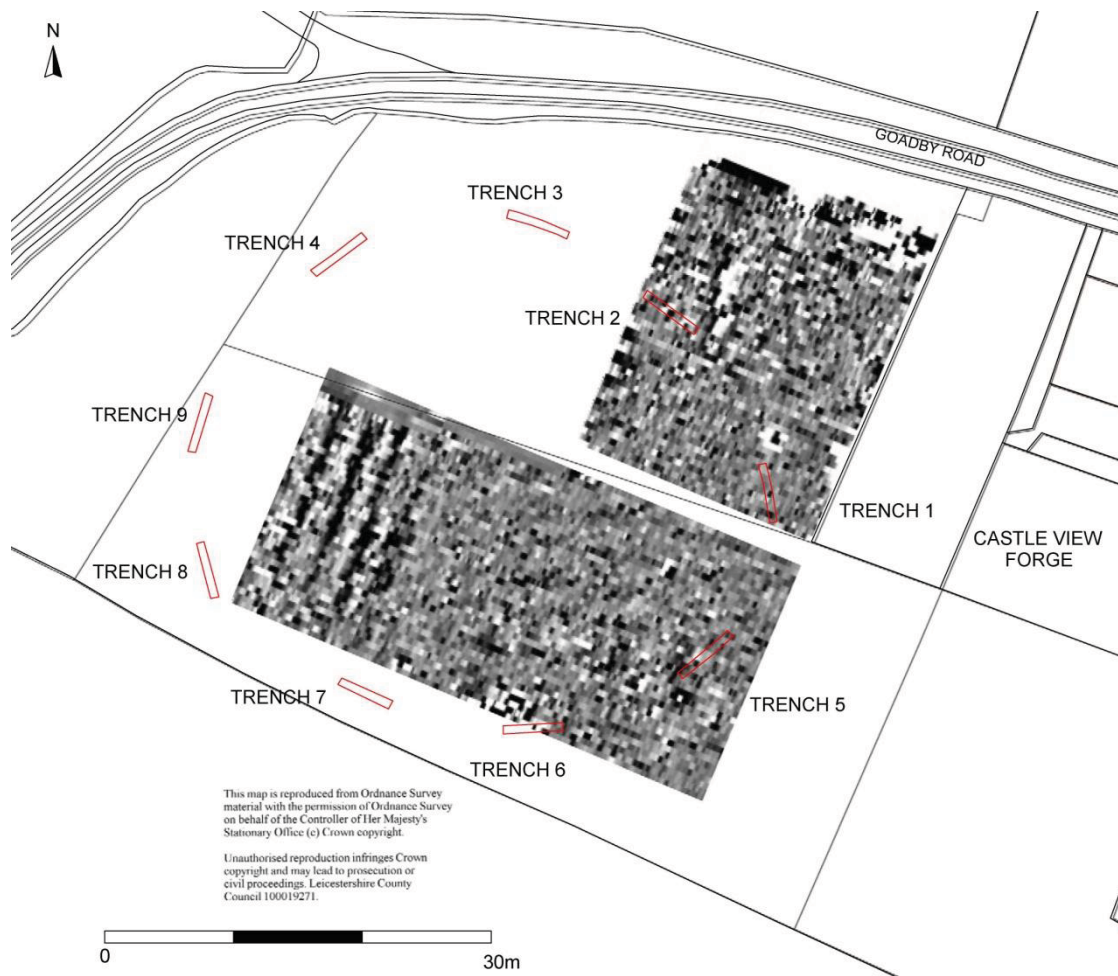 N
GOADBY ROAD
TRENCH 3
TRENCH 4
TRENCH 2
TRENCH 9
TRENCH 1
CASTLE VIEW
FORGE
TRENCH 8
TRENCH 7
TRENCH 5
TRENCH 6
This map is reproduced from Ordnance Survey
material with the permission of Ordnance Survey
on behalf of the Controller of Her Majesty's
Stationary Office (c) Crown copyright.
Unauthorised reproduction infringes Crown
copyright and may lead to prosecution or
civil proceedings. Leicestershire County
Council 100019271.
0
30m